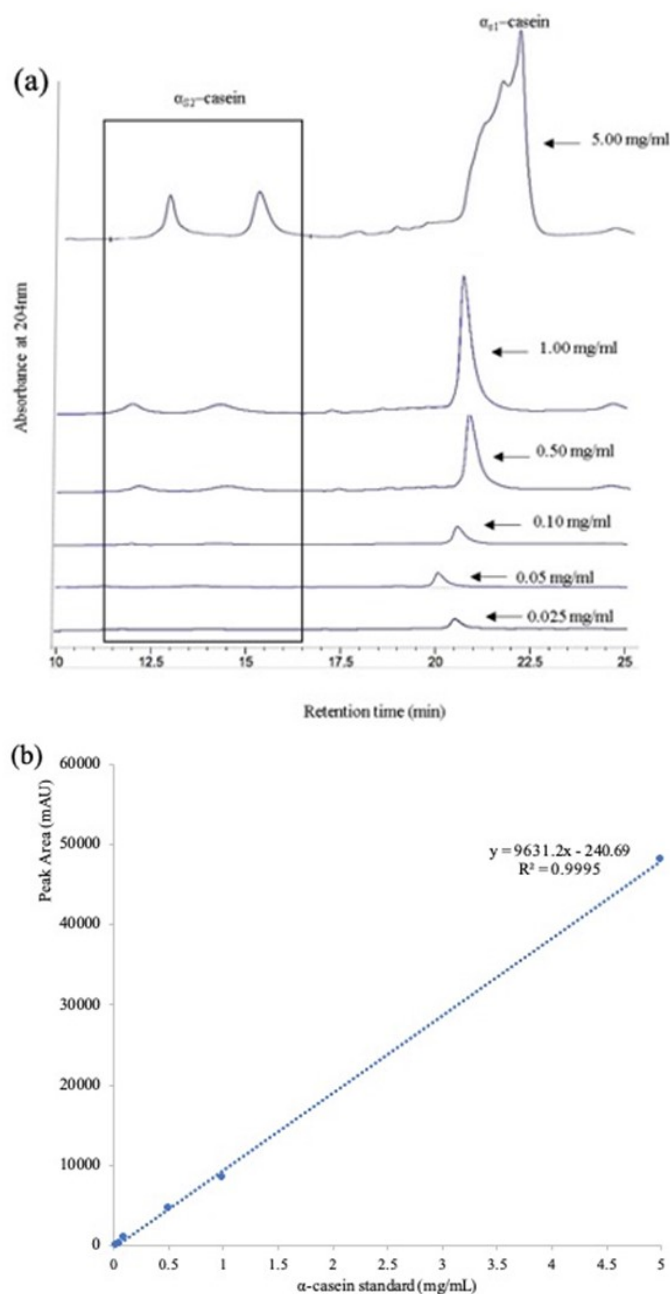 αs1-casein
(a)
αS2–casein
5.00 mg/ml
1.00 mg/ml
0.50 mg/ml
0.10 mg/ml
0.05 mg/ml
0.025 mg/ml
Absorbance at 204nm
10 12.5 15 17.5 20 22.5 25
Retention time (min)
(b)
60000
50000
40000
30000
20000
10000
0
Peak Area (mAU)
y = 9631.2x - 240.69
R² = 0.9995
0 0.5 1 1.5 2 2.5 3 3.5 4 4.5 5
α-casein standard (mg/mL)